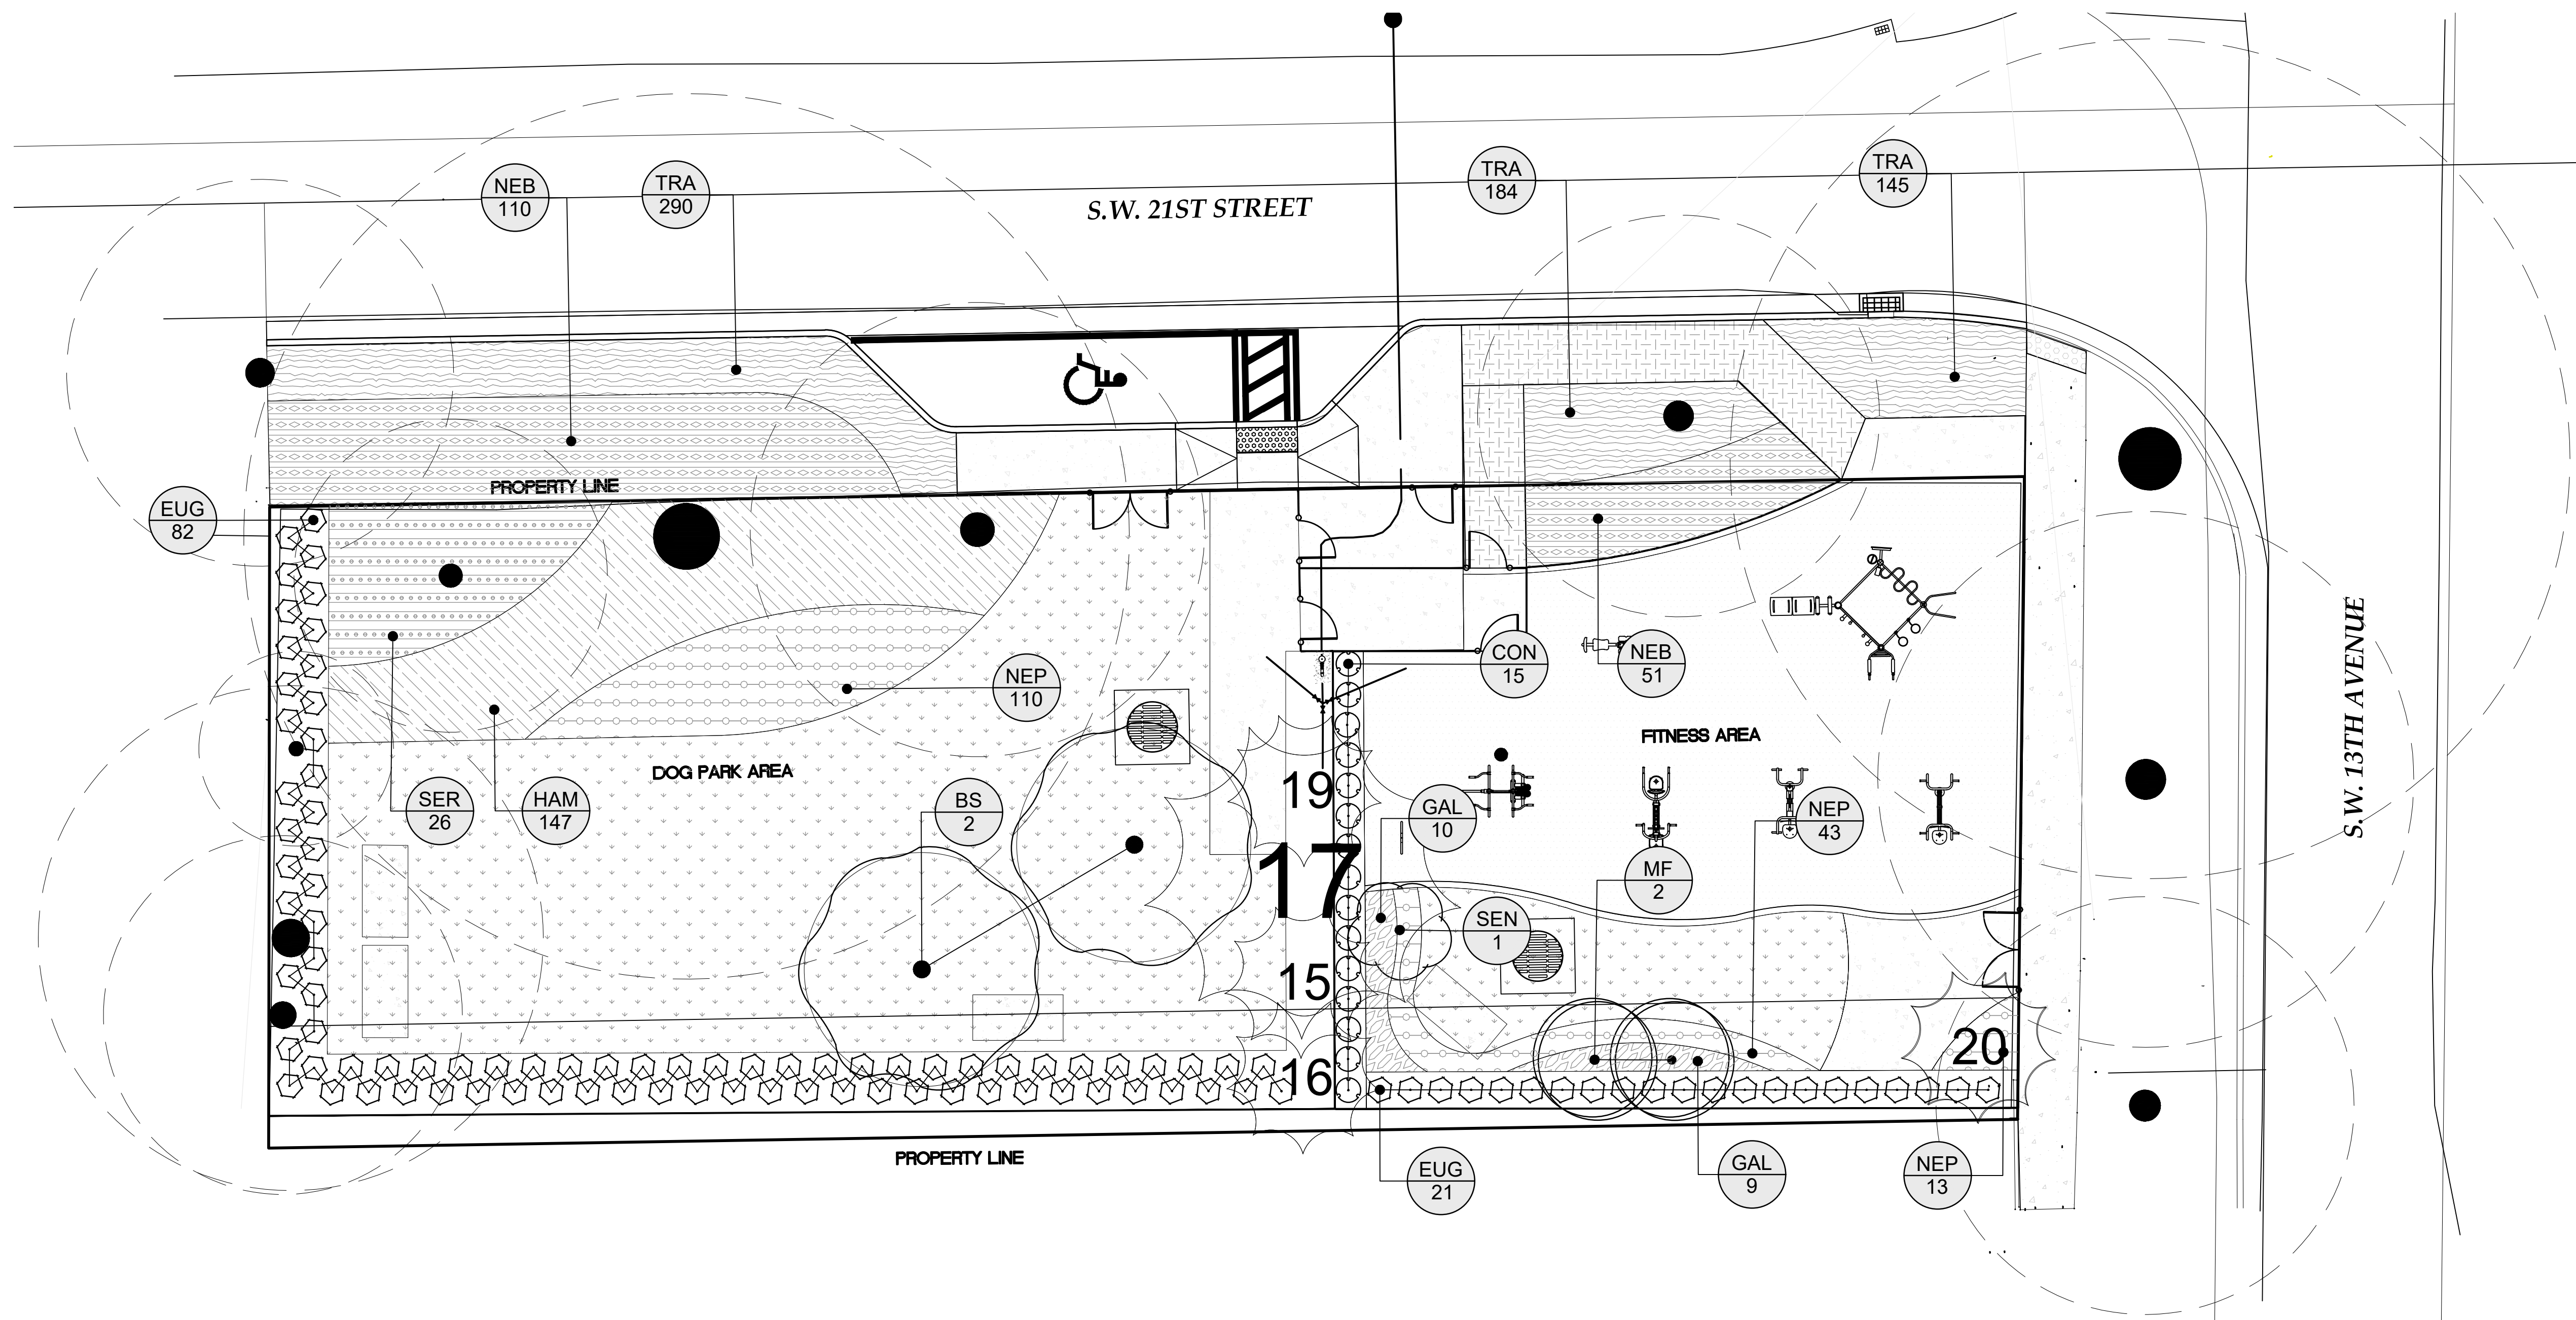 NEB
110
TRA
290
TRA
184
TRA
145
S.W. 21ST STREET
PROPERTY LINE
EUG
82
NEP
110
CON
15
NEB
51
S.W. 13TH AVENUE
FITNESS AREA
DOG PARK AREA
SER
26
HAM
147
BS
2
19
GAL
10
NEP
43
MF
2
17
SEN
1
15
20
16
PROPERTY LINE
EUG
21
GAL
9
NEP
13